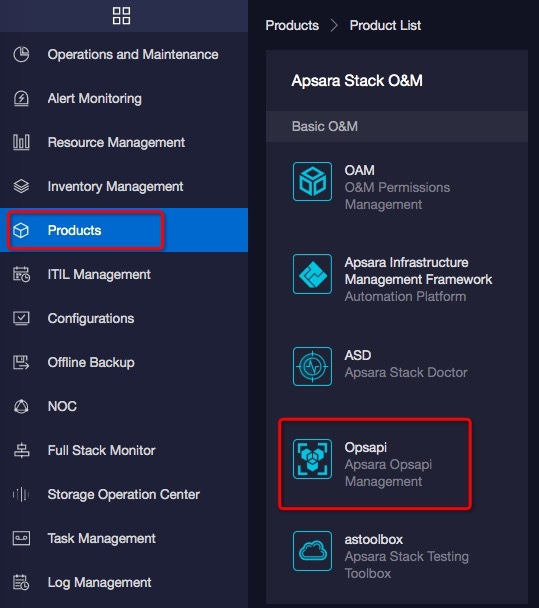 Operations and Maintenance
Alert Monitoring
Resource Management
Inventory Management
Products
ITIL Management
Configurations
Offline Backup
NOC
Full Stack Monitor
Storage Operation Center
Task Management
Log Management
Products > Product List
Apsara Stack O&M
Basic O&M
OAM
O&M Permissions
Management
Apsara Infrastructure
Management Framework
Automation Platform
ASD
Apsara Stack Doctor
Opsapi
Apsara Opsapi
Management
astoolbox
Apsara Stack Testing
Toolbox